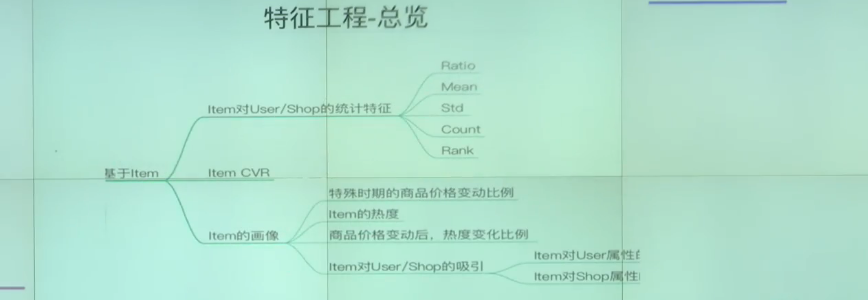 特征工程-总览
Ratio
Mean
Item对User/Shop的统计特征
Std
Count
Rank
基于Item
Item CVR
特殊时期的商品价格变动比例
Item的热度
Item的画像
商品价格变动后，热度变化比例
Item对User/Shop的吸引
Item对User属性的
Item对Shop属性